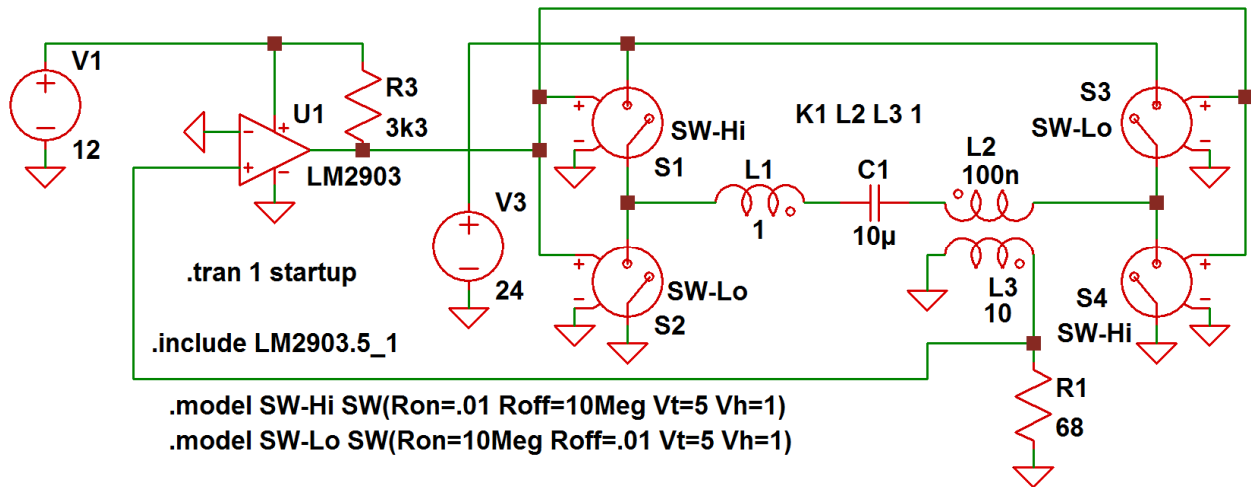 V1
12
U1
LM2903
R3
3k3
V3
24
SW-Hi
S1
SW-Lo
S2
K1 L2 L3 1
L1
1
C1
10µ
L2
100n
L3
10
S3
SW-Lo
S4
SW-Hi
R1
68
.tran 1 startup
.include LM2903.5_1
.model SW-Hi SW(Ron=.01 Roff=10Meg Vt=5 Vh=1)
.model SW-Lo SW(Ron=10Meg Roff=.01 Vt=5 Vh=1)